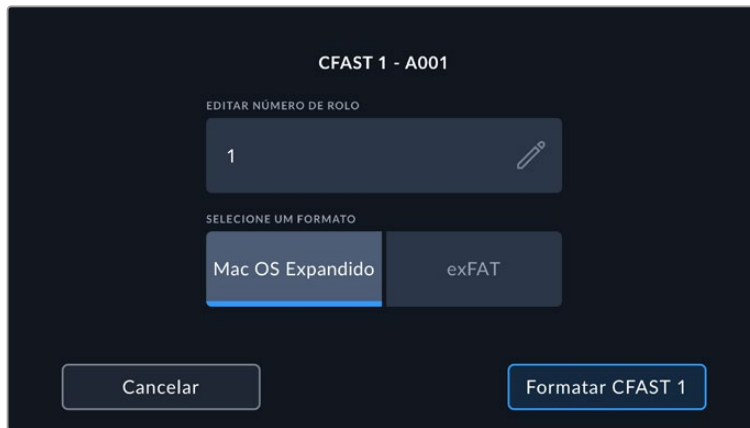 CFAST 1 - A001
EDITAR NÚMERO DE ROLO
1
SELECIONE UM FORMATO
Mac OS Expandido
exFAT
Cancelar
Formatar CFAST 1